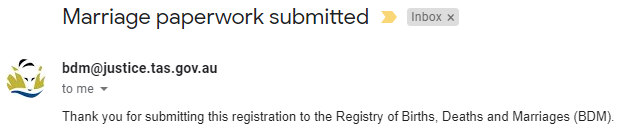 Marriage paperwork submitted
Inbox ×
bdm@justice.tas.gov.au
to me
Thank you for submitting this registration to the Registry of Births, Deaths and Marriages (BDM).